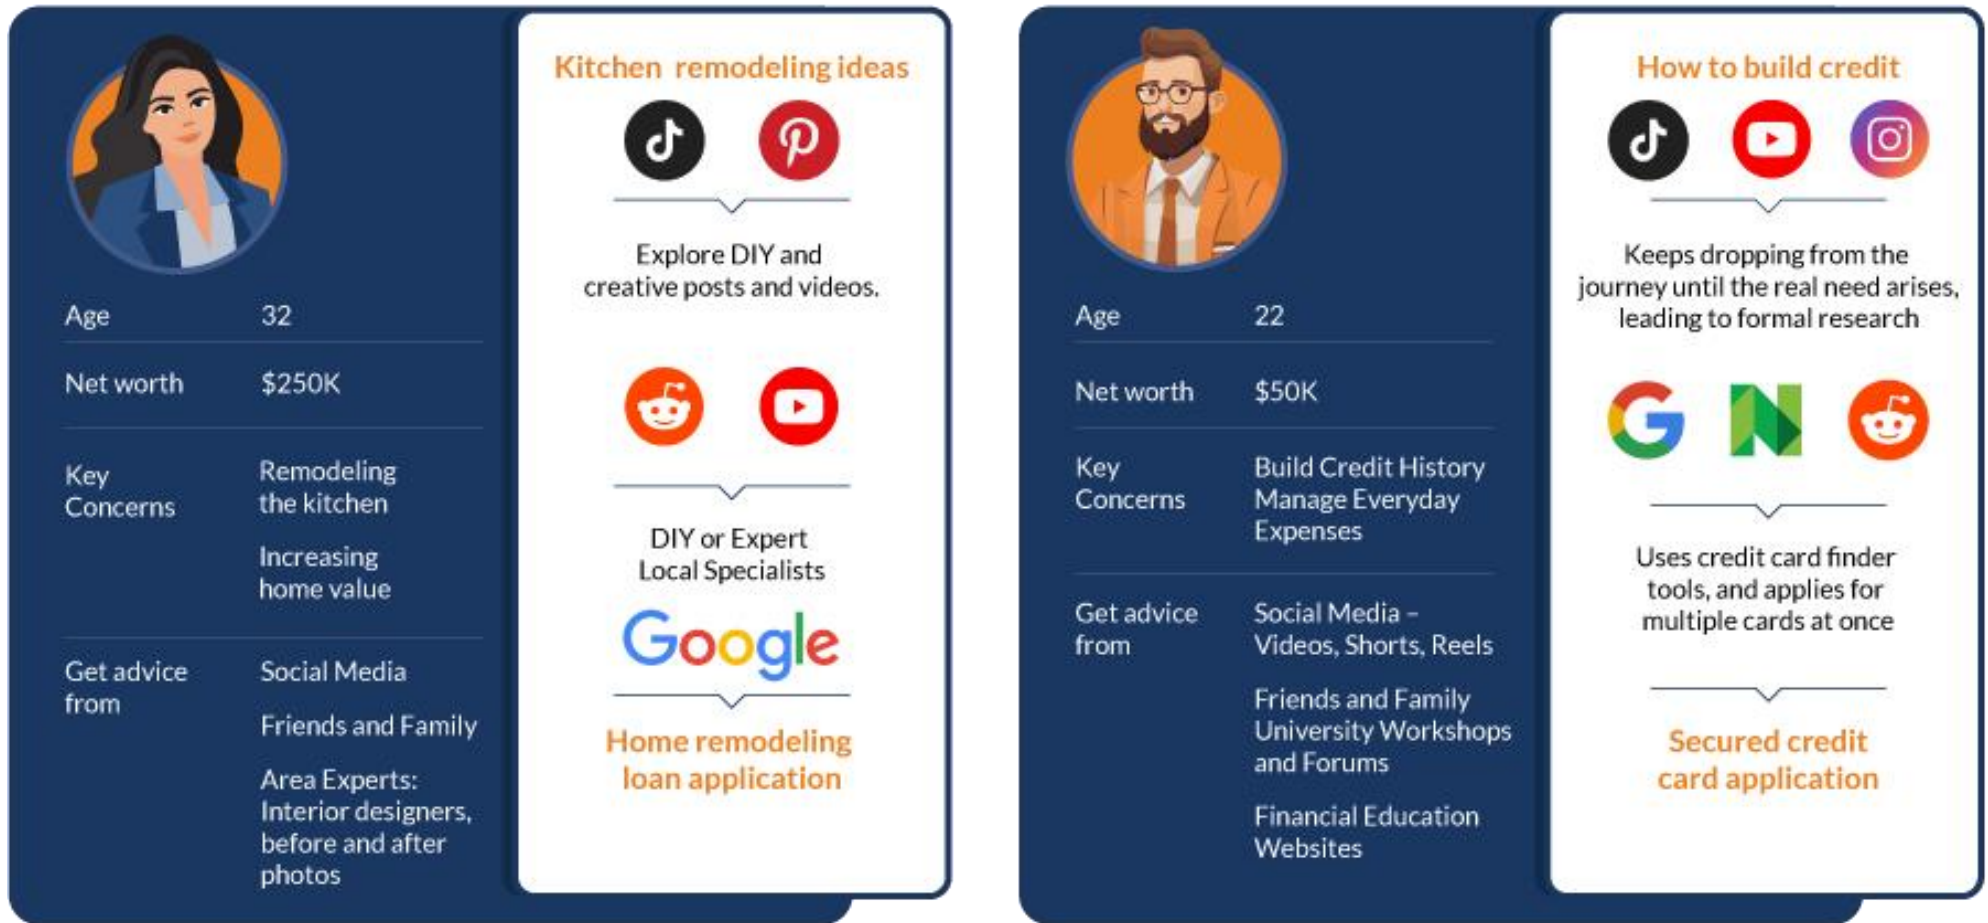 Age 32
Net worth $250K
Key
Concerns
Remodeling
the kitchen
Increasing
home value
Get advice
from
Social Media
Friends and Family
Area Experts:
Interior designers,
before and after
photos
Kitchen remodeling ideas
Explore DIY and
creative posts and videos.
DIY or Expert
Local Specialists
Google
Home remodeling
loan application
Age 22
Net worth $50K
Key
Concerns
Build Credit History
Manage Everyday
Expenses
Get advice
from
Social Media –
Videos, Shorts, Reels
Friends and Family
University Workshops
and Forums
Financial Education
Websites
How to build credit
Keeps dropping from the
journey until the real need arises,
leading to formal research
Uses credit card finder
tools, and applies for
multiple cards at once
Secured credit
card application